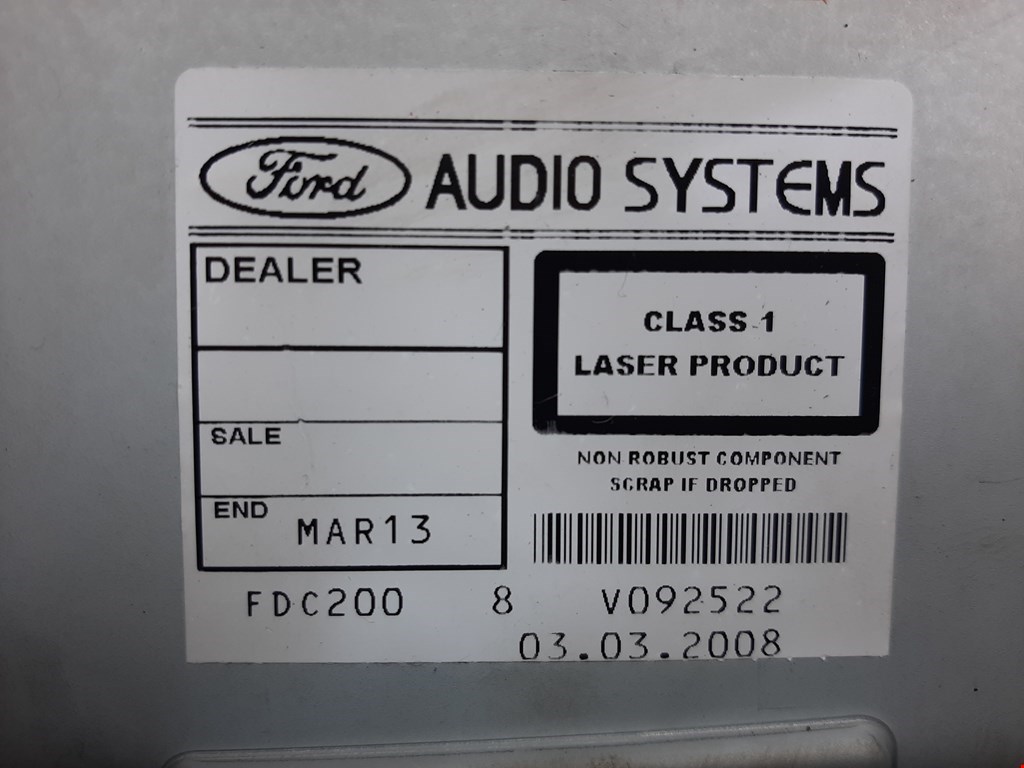 Ford AUDIO SYSTEMS
DEALER
SALE
END MAR13
CLASS 1
LASER PRODUCT
NON ROBUST COMPONENT
SCRAP IF DROPPED
FDC200 8 V092522
03.03.2008